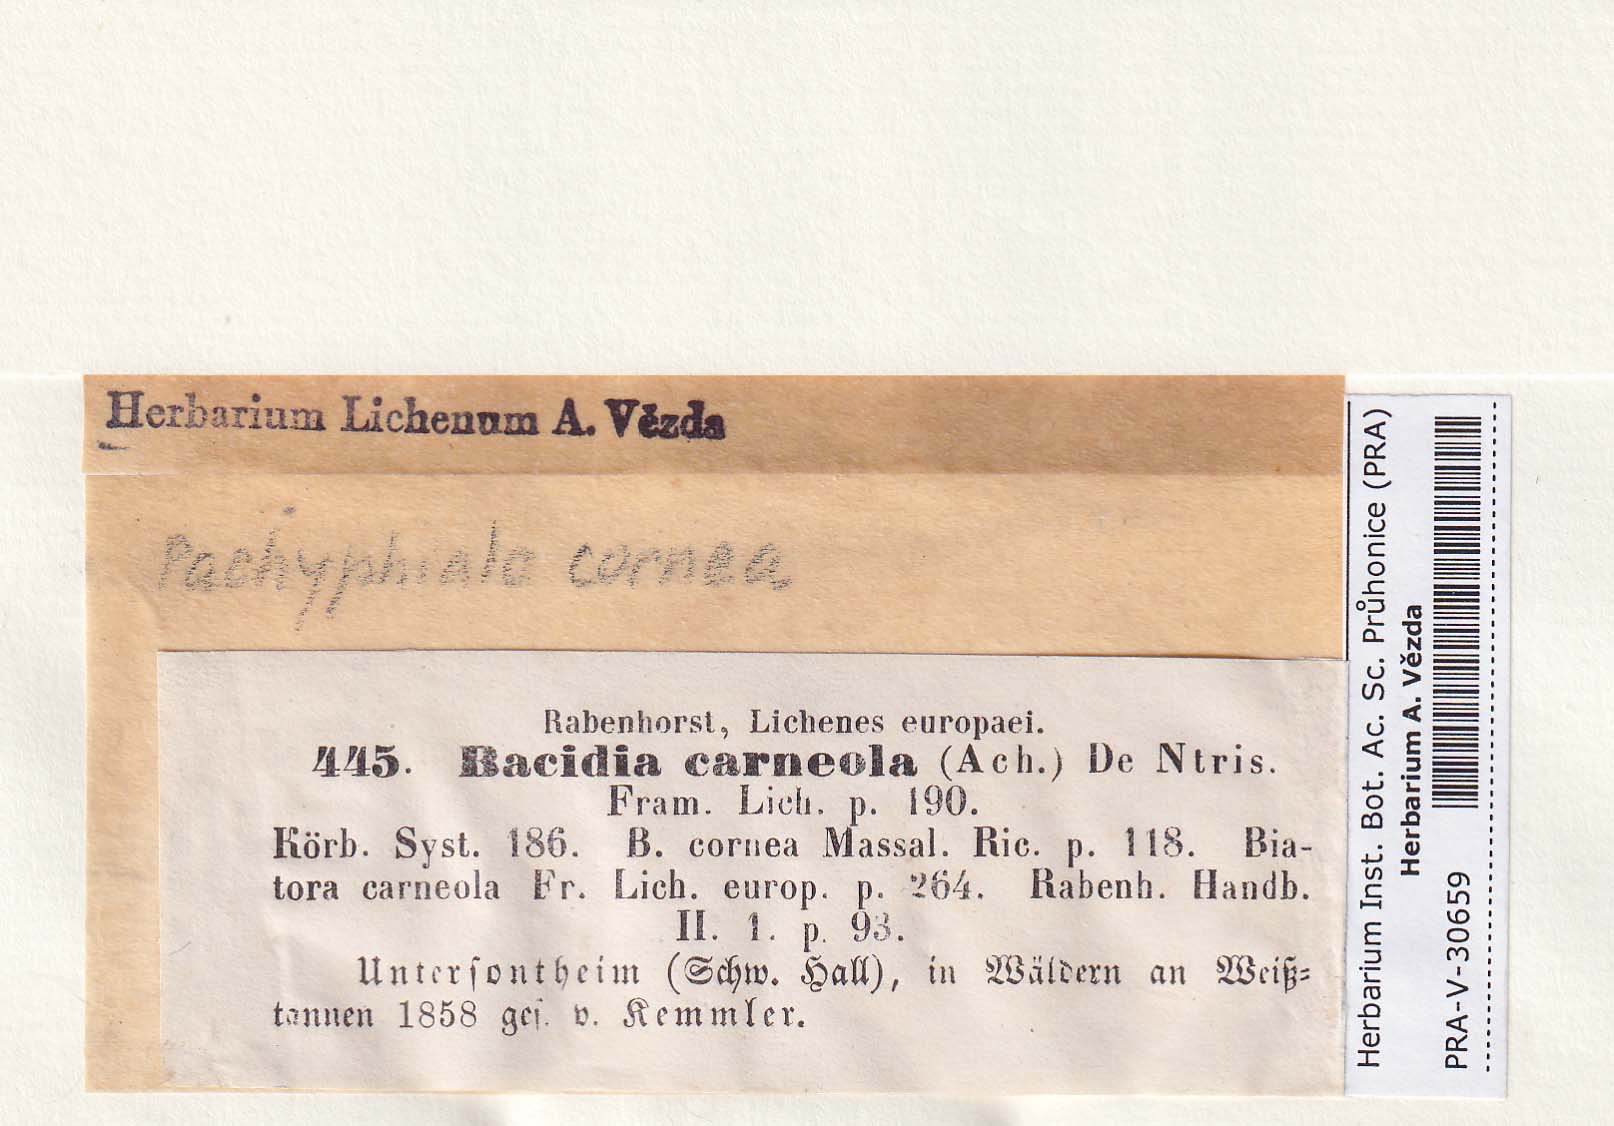 Herbarium Lichenum A. Vězda
Pachyphiale cornea
Rabenhorst, Lichenes europaei.
445. Bacidia carneola (Ach.) De Ntris.
Fram. Lich. p. 190.
Körb. Syst. 186. B. cornea Massal. Ric. p. 118. Bia-
tora carneola Fr. Lich. europ. p. 264. Rabenh. Handb.
II. 1. p. 93.
Untersontheim (Schw. Hall), in Wäldern an Weiß-
tannen 1858 ges. v. Kemmler.
Herbarium Inst. Bot. Ac. Sc. Průhonice (PRA)
Herbarium A. Vězda
PRA-V-30659